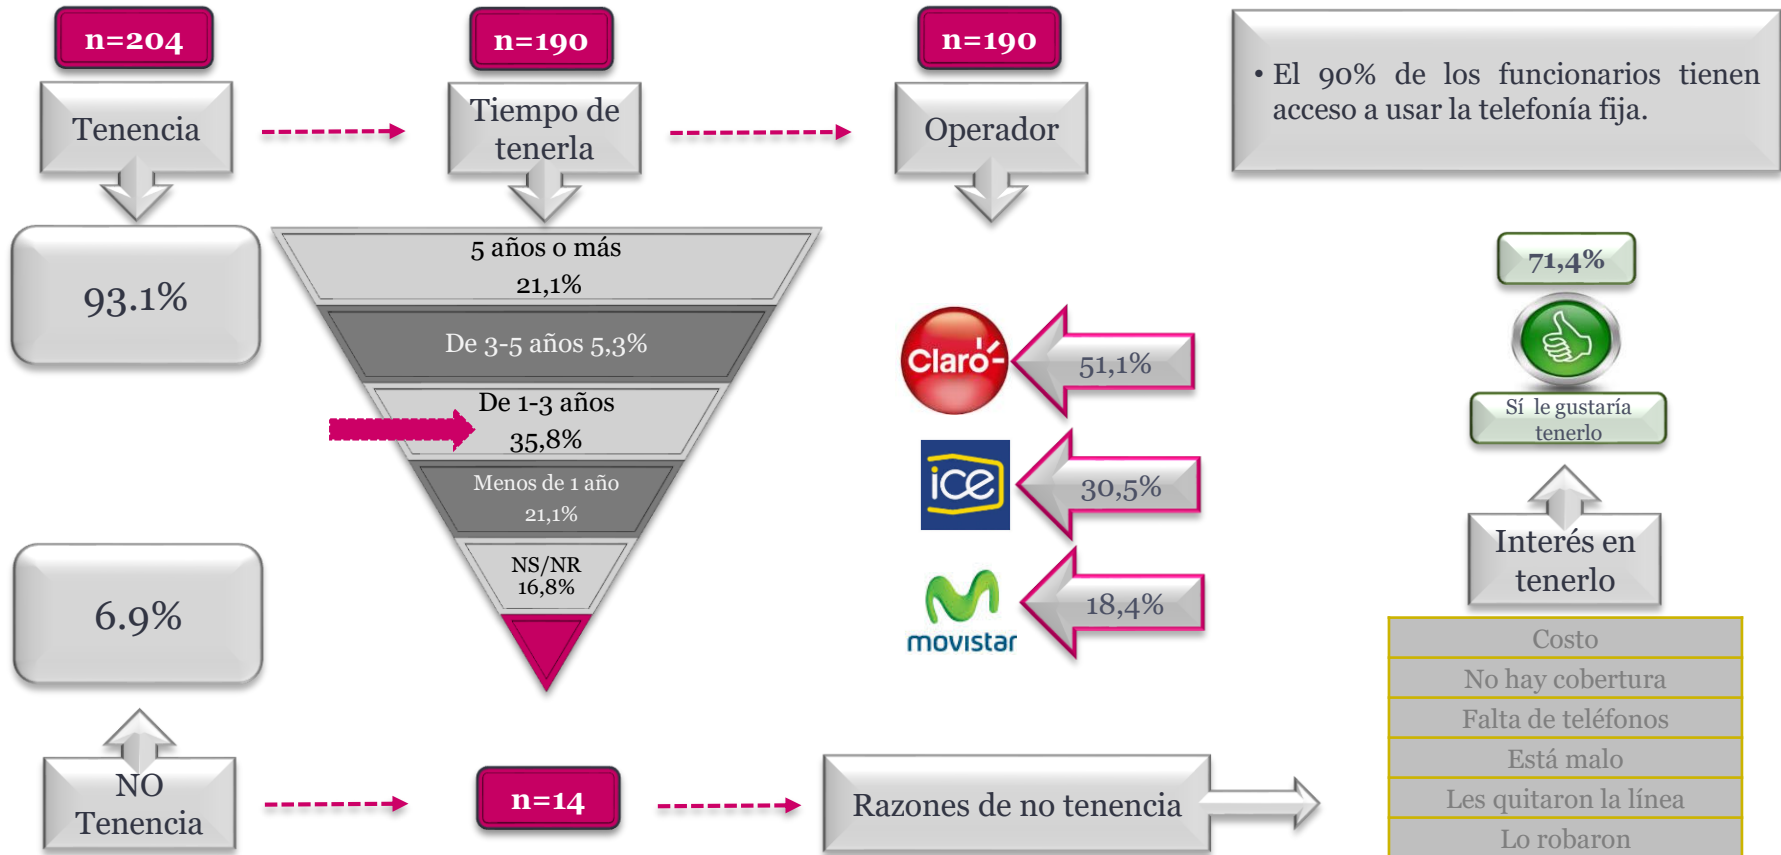 n=204
n=190
n=190
Tenencia
Tiempo de
tenerla
Operador
• El 90% de los funcionarios tienen
acceso a usar la telefonía fija.
93.1%
5 años o más
21,1%
De 3-5 años 5,3%
De 1-3 años
35,8%
Menos de 1 año
21,1%
NS/NR
16,8%
Claro
51,1%
ice
30,5%
movistar
18,4%
71,4%
Sí le gustaría
tenerlo
Interés en
tenerlo
6.9%
NO
Tenencia
n=14
Razones de no tenencia
Costo
No hay cobertura
Falta de teléfonos
Está malo
Les quitaron la línea
Lo robaron